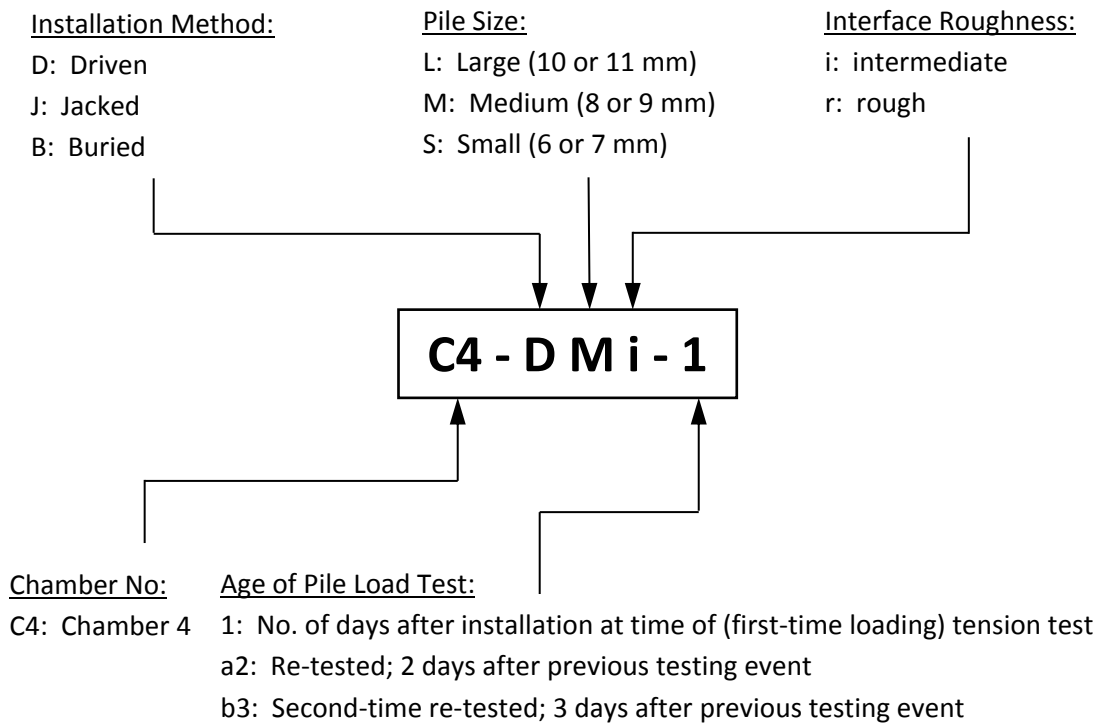 Installation Method:
D: Driven
J: Jacked
B: Buried
Pile Size:
L: Large (10 or 11 mm)
M: Medium (8 or 9 mm)
S: Small (6 or 7 mm)
Interface Roughness:
i: intermediate
r: rough
C4 - D M i - 1
Chamber No:
C4: Chamber 4
Age of Pile Load Test:
1: No. of days after installation at time of (first-time loading) tension test
a2: Re-tested; 2 days after previous testing event
b3: Second-time re-tested; 3 days after previous testing event